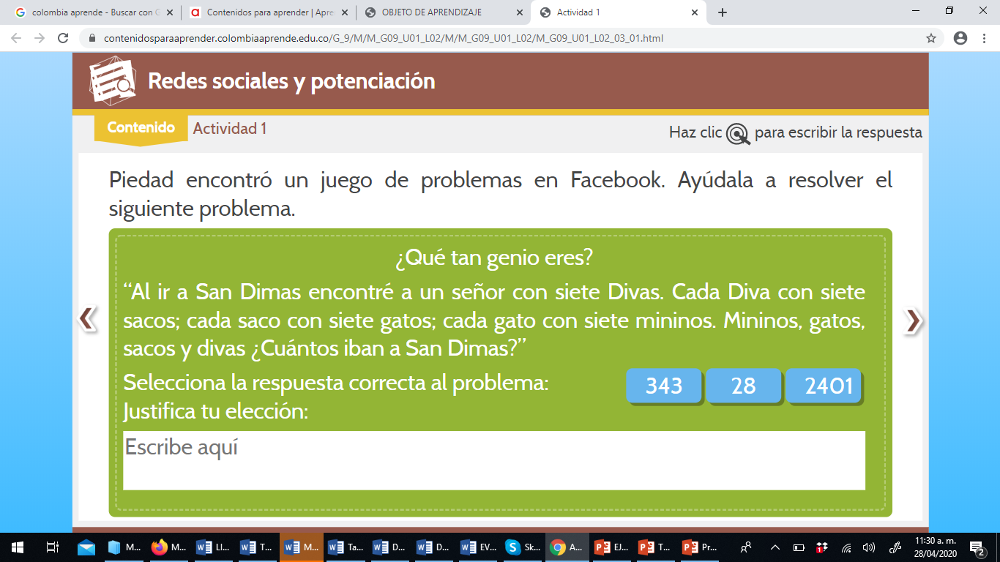 colombia aprende - Buscar con G
Contenidos para aprender | Apre
OBJETO DE APRENDIZAJE
Actividad 1
contenidosparaaprender.colombiaaprende.edu.co/G_9/M/M_G09_U01_L02/M/M_G09_U01_L02/M_G09_U01_L02_03_01.html
Redes sociales y potenciación
Contenido Actividad 1
Haz clic para escribir la respuesta
Piedad encontró un juego de problemas en Facebook. Ayúdala a resolver el
siguiente problema.
¿Qué tan genio eres?
“Al ir a San Dimas encontré a un señor con siete Divas. Cada Diva con siete
sacos; cada saco con siete gatos; cada gato con siete mininos. Mininos, gatos,
sacos y divas ¿Cuántos iban a San Dimas?”
Selecciona la respuesta correcta al problema: 343 28 2401
Justifica tu elección:
Escribe aquí
M... M... LI... T... M... Ta... D... D... EV... Sk... A... EJ... T... Pr... 11:30 a. m.
28/04/2020 2